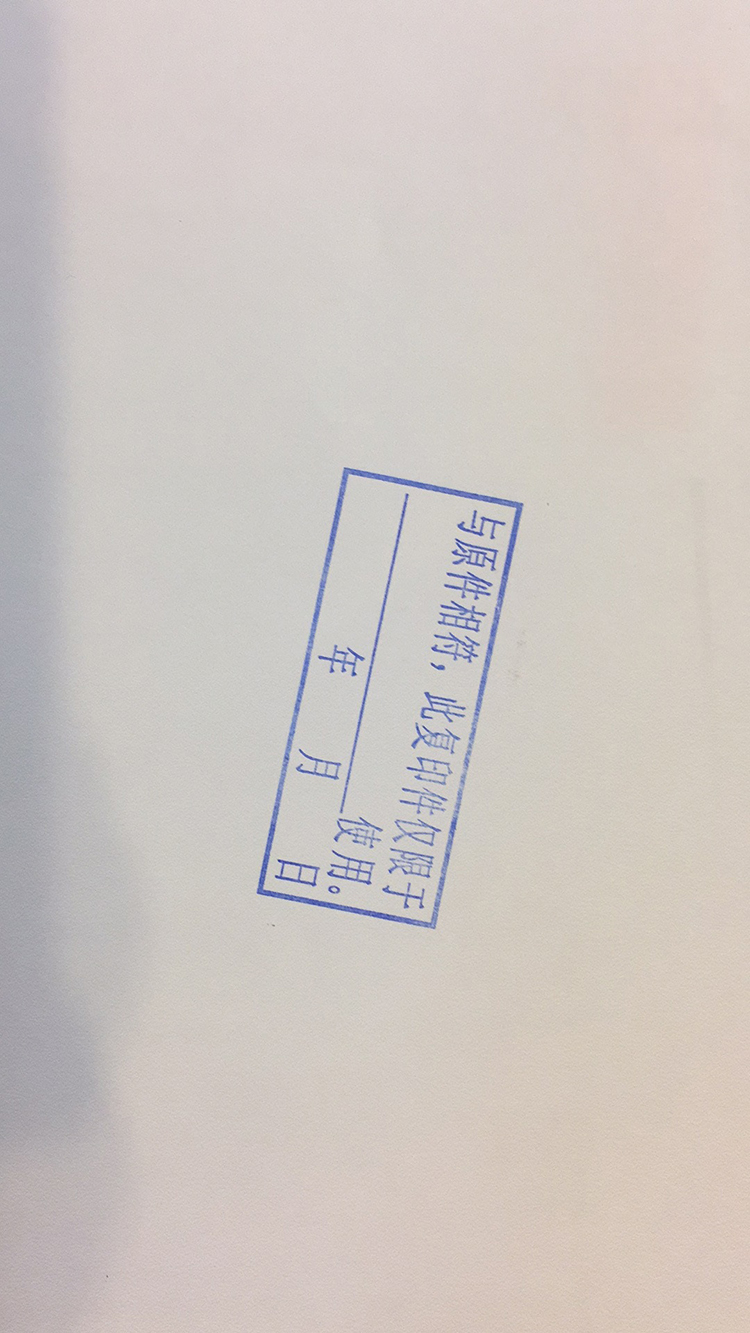 与原件相符，此复印件仅限于
使用。
年 月 日